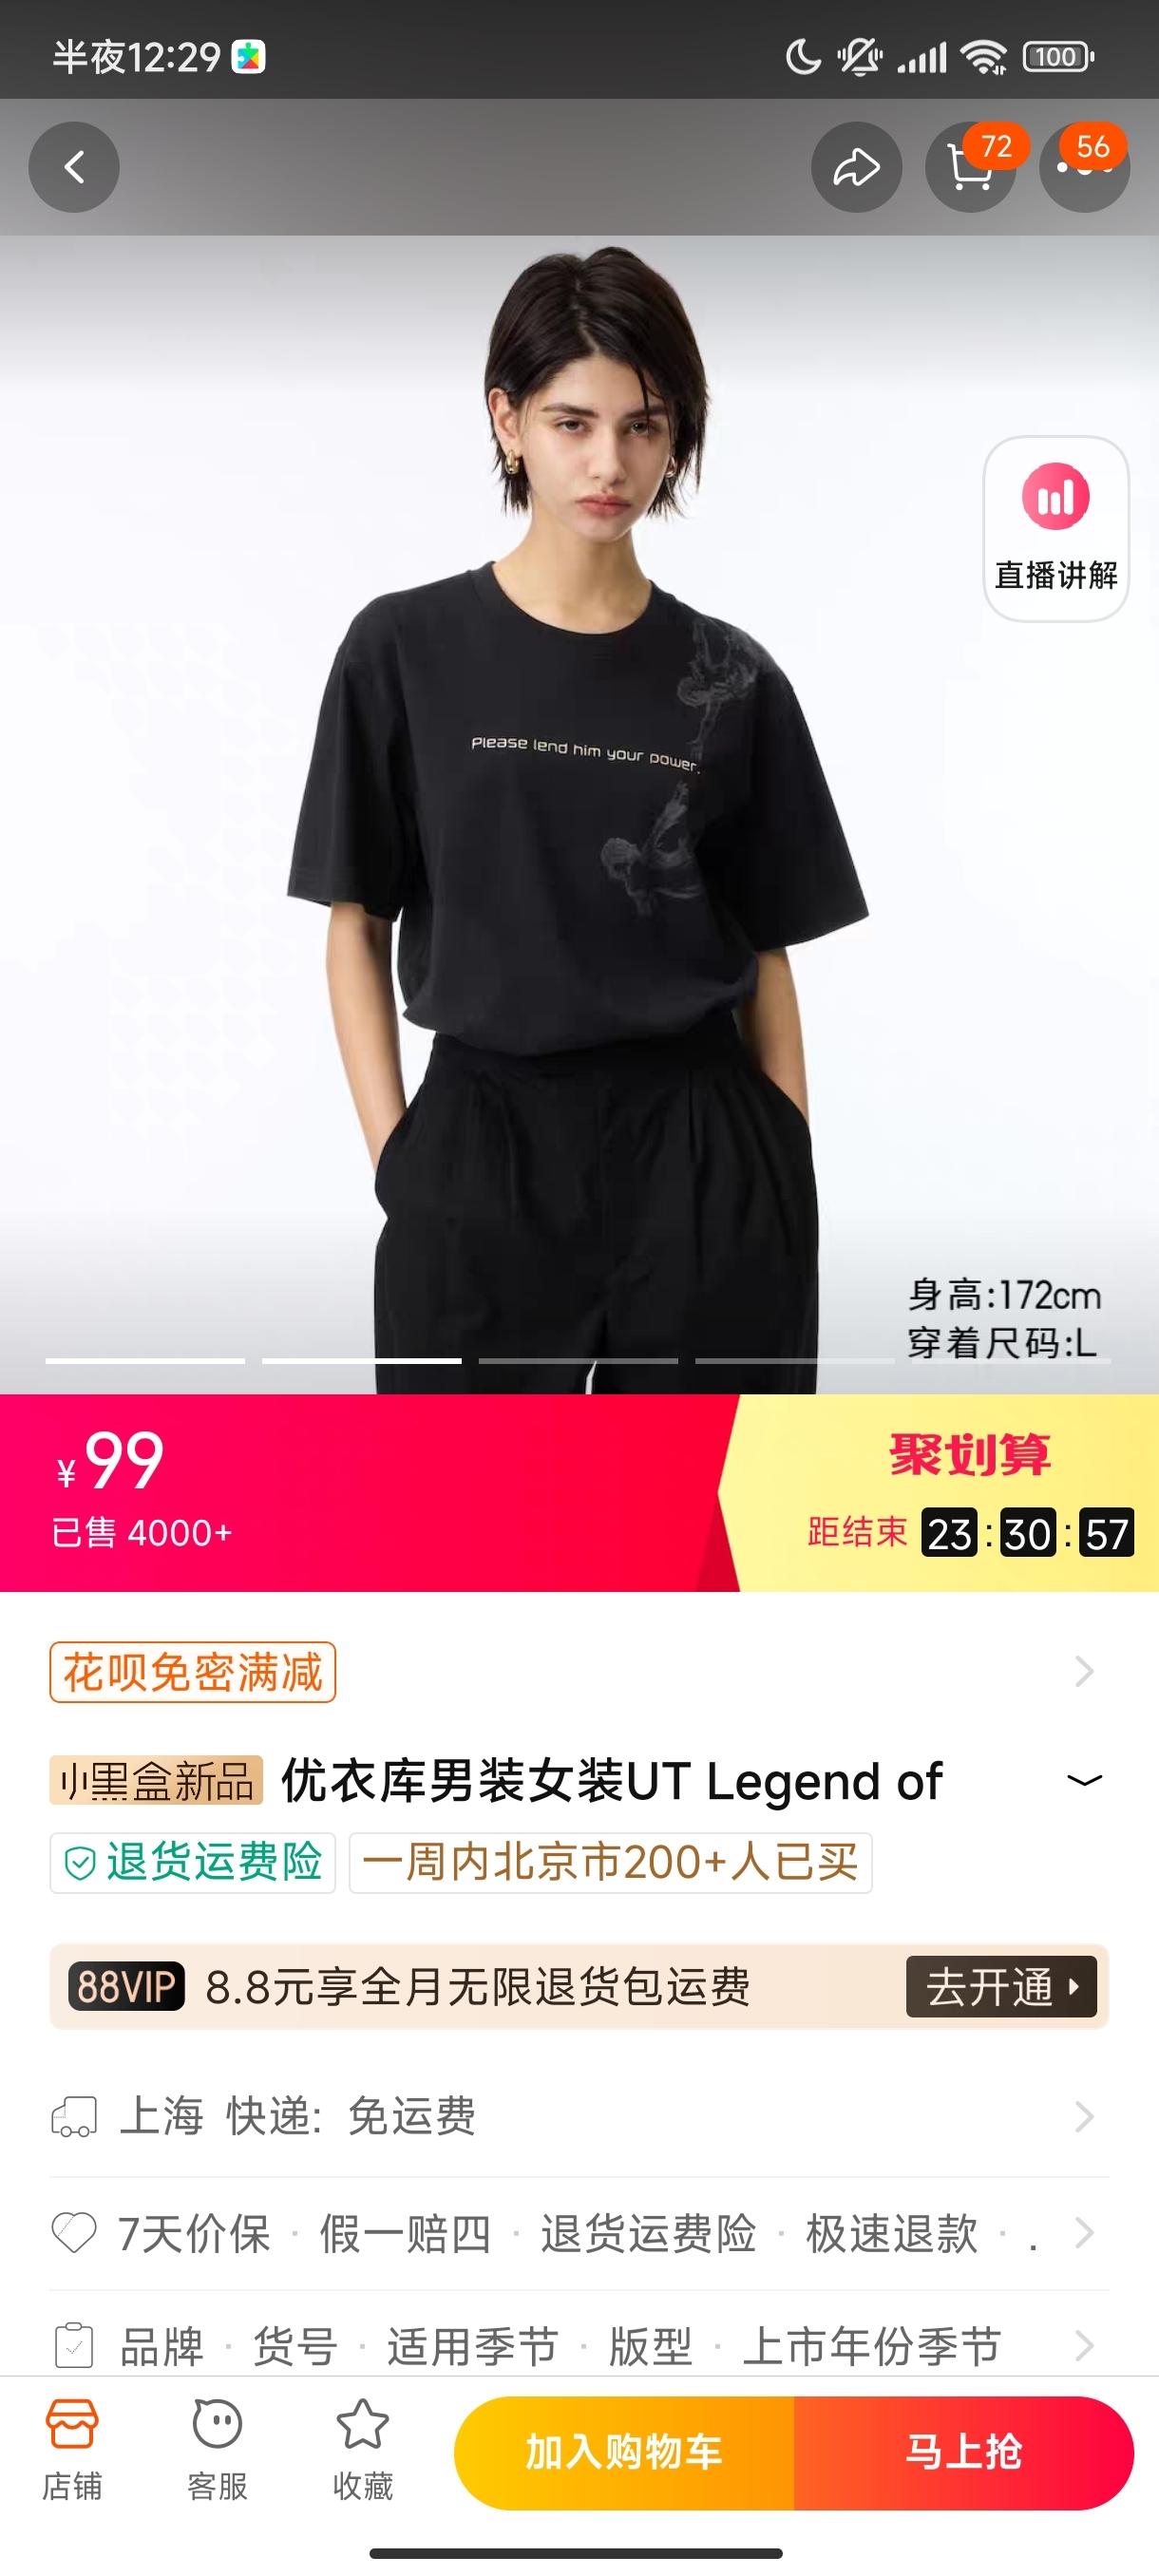 半夜12:29
100
72
56
直播讲解
Please lend him your power.
身高:172cm
穿着尺码:L
¥99
聚划算
已售 4000+
距结束 23:30:57
花呗免密满减
小黑盒新品 优衣库男装女装UT Legend of
退货运费险 一周内北京市200+人已买
88VIP 8.8元享全月无限退货包运费 去开通
上海 快递: 免运费
7天价保 · 假一赔四 · 退货运费险 · 极速退款 · .
品牌 · 货号 · 适用季节 · 版型 · 上市年份季节
店铺 客服 收藏 加入购物车 马上抢